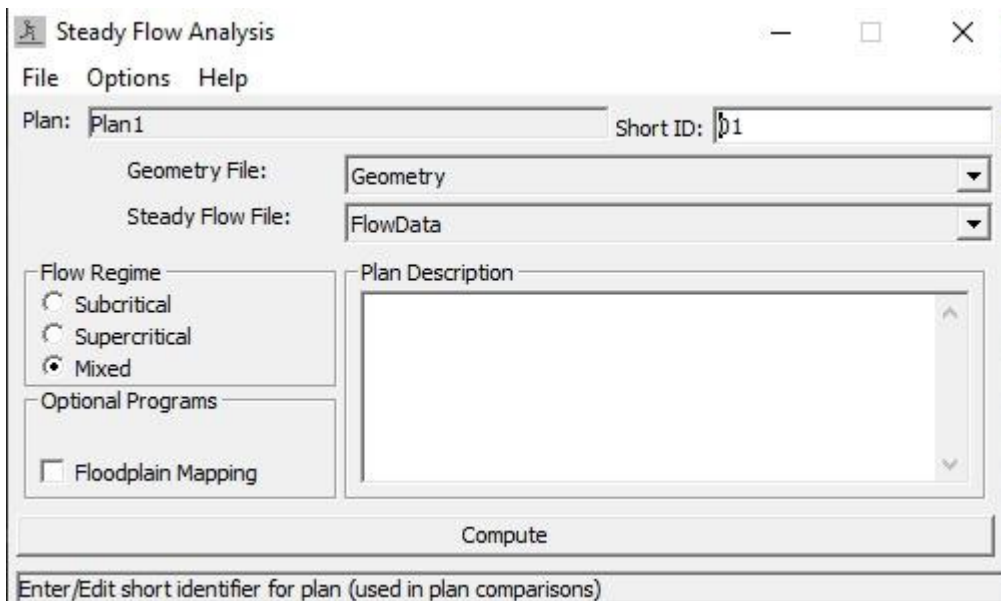 Steady Flow Analysis
File Options Help
Plan: Plan1 Short ID: 01
Geometry File: Geometry
Steady Flow File: FlowData
Flow Regime
Subcritical
Supercritical
Mixed
Plan Description
Optional Programs
Floodplain Mapping
Compute
Enter/Edit short identifier for plan (used in plan comparisons)